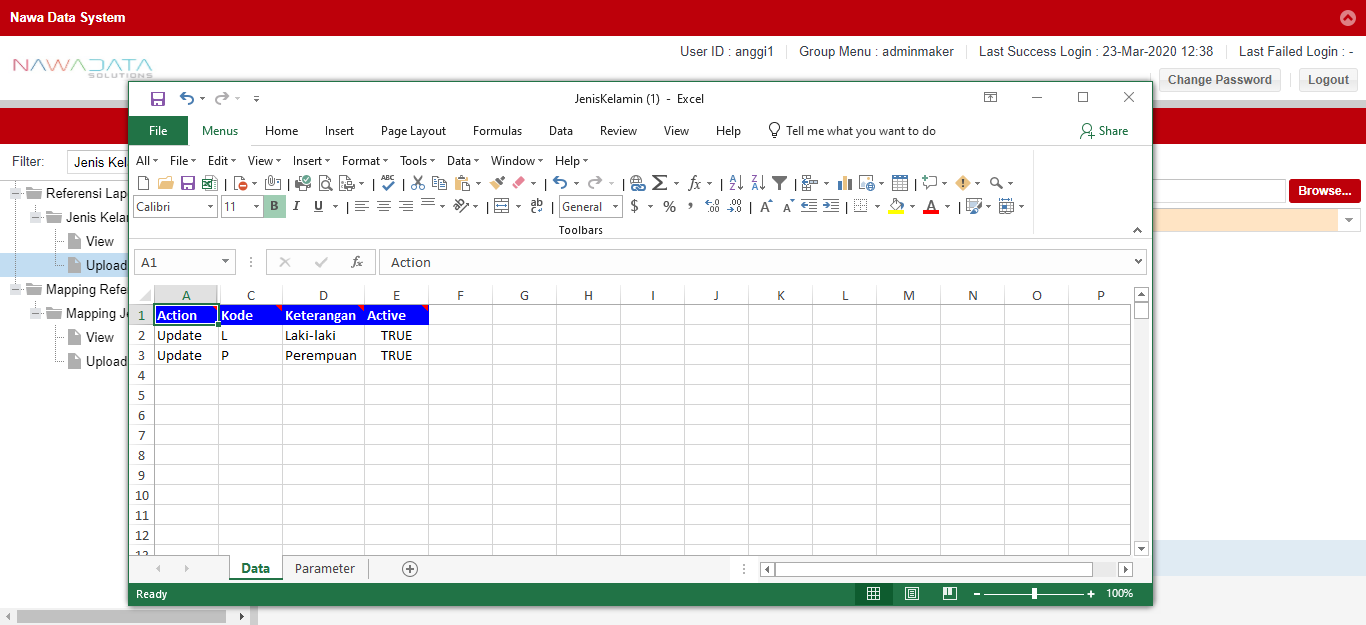 Nawa Data System
User ID : anggi1 Group Menu : adminmaker Last Success Login : 23-Mar-2020 12:38 Last Failed Login : -
NAWADATA
SOLUTIONS
Change Password Logout
JenisKelamin (1) - Excel
File Menus Home Insert Page Layout Formulas Data Review View Help Tell me what you want to do Share
Filter: Jenis Kel
All File Edit View Insert Format Tools Data Window Help
Browse...
Calibri 11 B I U General $ %
Toolbars
Referensi Lap
Jenis Kelar
View
Upload
Mapping Refe
Mapping Je
View
Upload
A1 fx Action
A C D E F G H I J K L M N O P
1 Action Kode Keterangan Active
2 Update L Laki-laki TRUE
3 Update P Perempuan TRUE
4
5
6
7
8
9
10
11
12
13
Data Parameter
Ready 100%